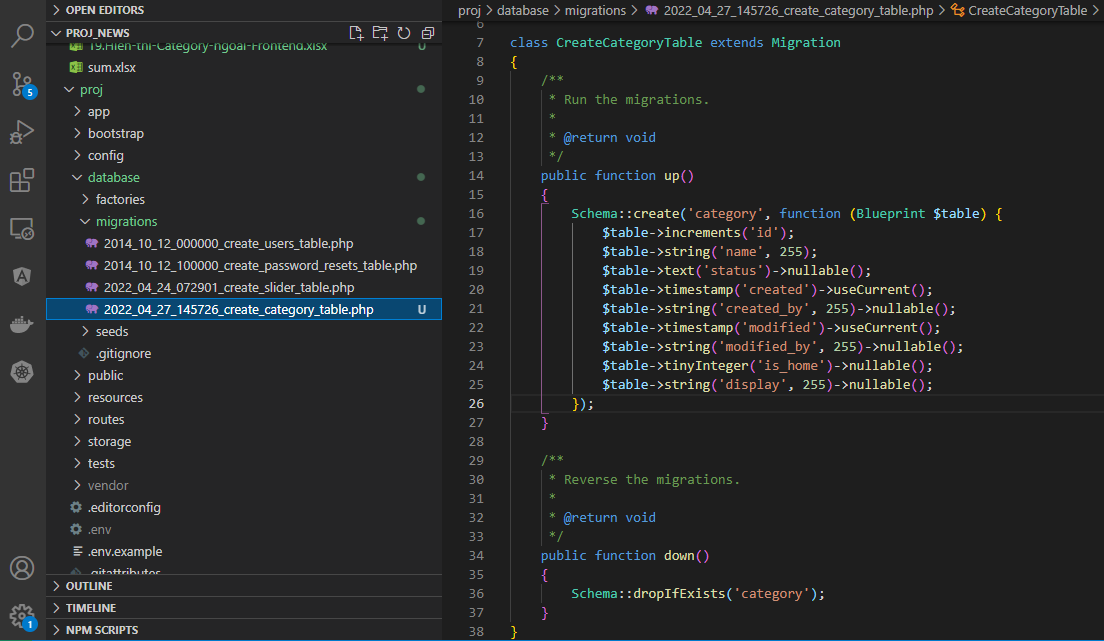 OPEN EDITORS
PROJ_NEWS
19.Hien-thi-Category-ngoai-Frontend.xlsx U
sum.xlsx
proj
app
bootstrap
config
database
factories
migrations
2014_10_12_000000_create_users_table.php
2014_10_12_100000_create_password_resets_table.php
2022_04_24_072901_create_slider_table.php
2022_04_27_145726_create_category_table.php U
seeds
.gitignore
public
resources
routes
storage
tests
vendor
.editorconfig
.env
.env.example
.gitattributes
OUTLINE
TIMELINE
NPM SCRIPTS
5
1
proj > database > migrations > 2022_04_27_145726_create_category_table.php > CreateCategoryTable >
6
7 class CreateCategoryTable extends Migration
8 {
9 /**
10 * Run the migrations.
11 *
12 * @return void
13 */
14 public function up()
15 {
16 Schema::create('category', function (Blueprint $table) {
17 $table->increments('id');
18 $table->string('name', 255);
19 $table->text('status')->nullable();
20 $table->timestamp('created')->useCurrent();
21 $table->string('created_by', 255)->nullable();
22 $table->timestamp('modified')->useCurrent();
23 $table->string('modified_by', 255)->nullable();
24 $table->tinyInteger('is_home')->nullable();
25 $table->string('display', 255)->nullable();
26 });
27 }
28
29 /**
30 * Reverse the migrations.
31 *
32 * @return void
33 */
34 public function down()
35 {
36 Schema::dropIfExists('category');
37 }
38 }